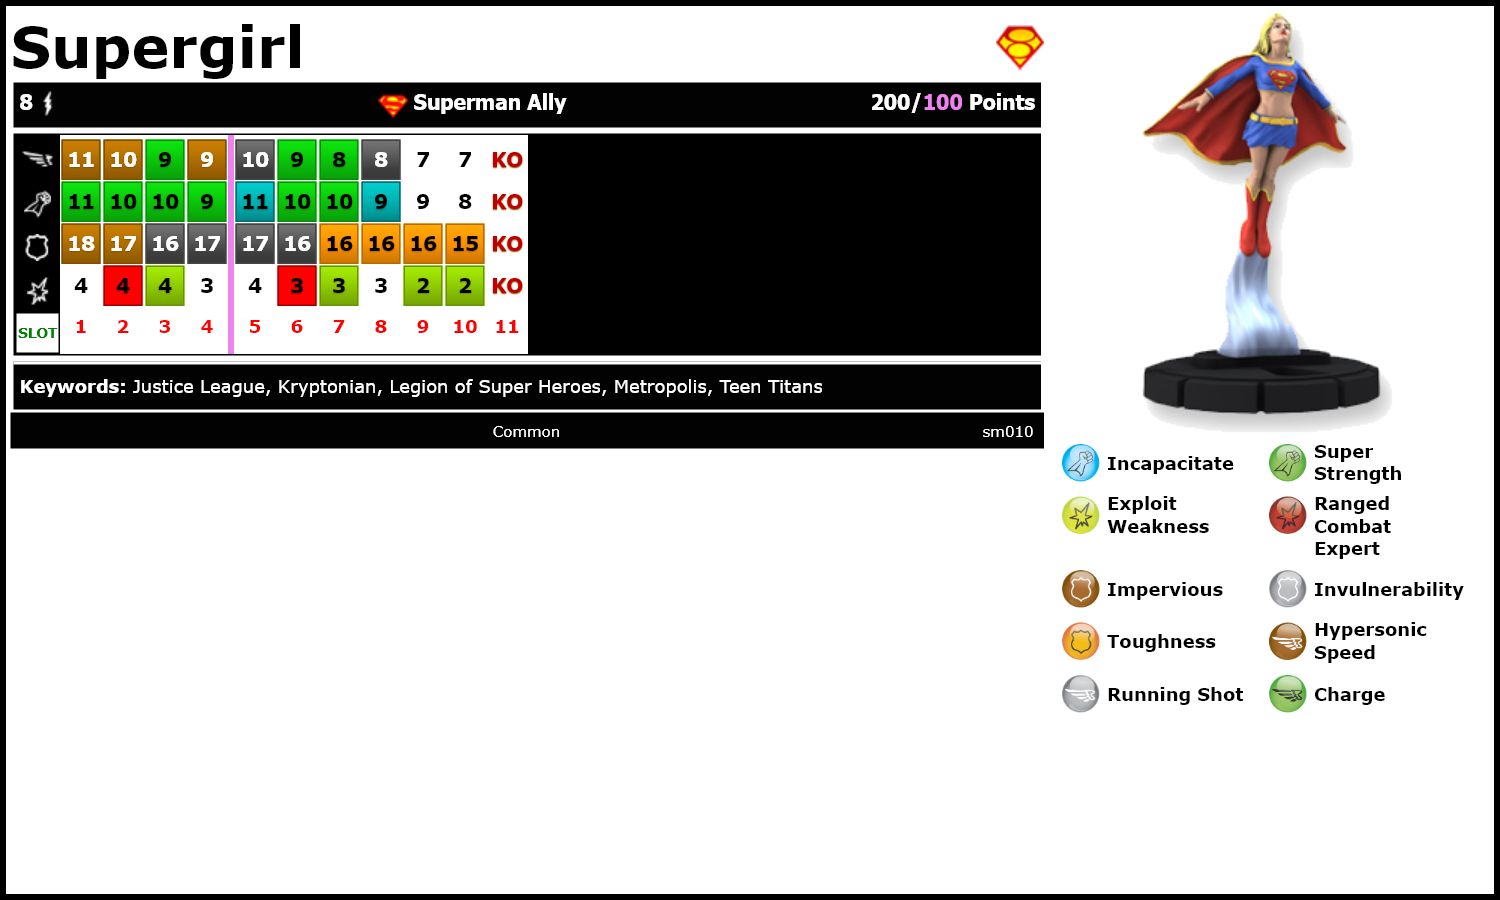 Supergirl
8 Superman Ally 200/100 Points
11 10 9 9 10 9 8 8 7 7 KO
11 10 10 9 11 10 10 9 9 8 KO
18 17 16 17 17 16 16 16 16 15 KO
4 4 4 3 4 3 3 3 2 2 KO
SLOT 1 2 3 4 5 6 7 8 9 10 11
Keywords: Justice League, Kryptonian, Legion of Super Heroes, Metropolis, Teen Titans
Common sm010
Incapacitate
Super
Strength
Exploit
Weakness
Ranged
Combat
Expert
Impervious
Invulnerability
Toughness
Hypersonic
Speed
Running Shot
Charge